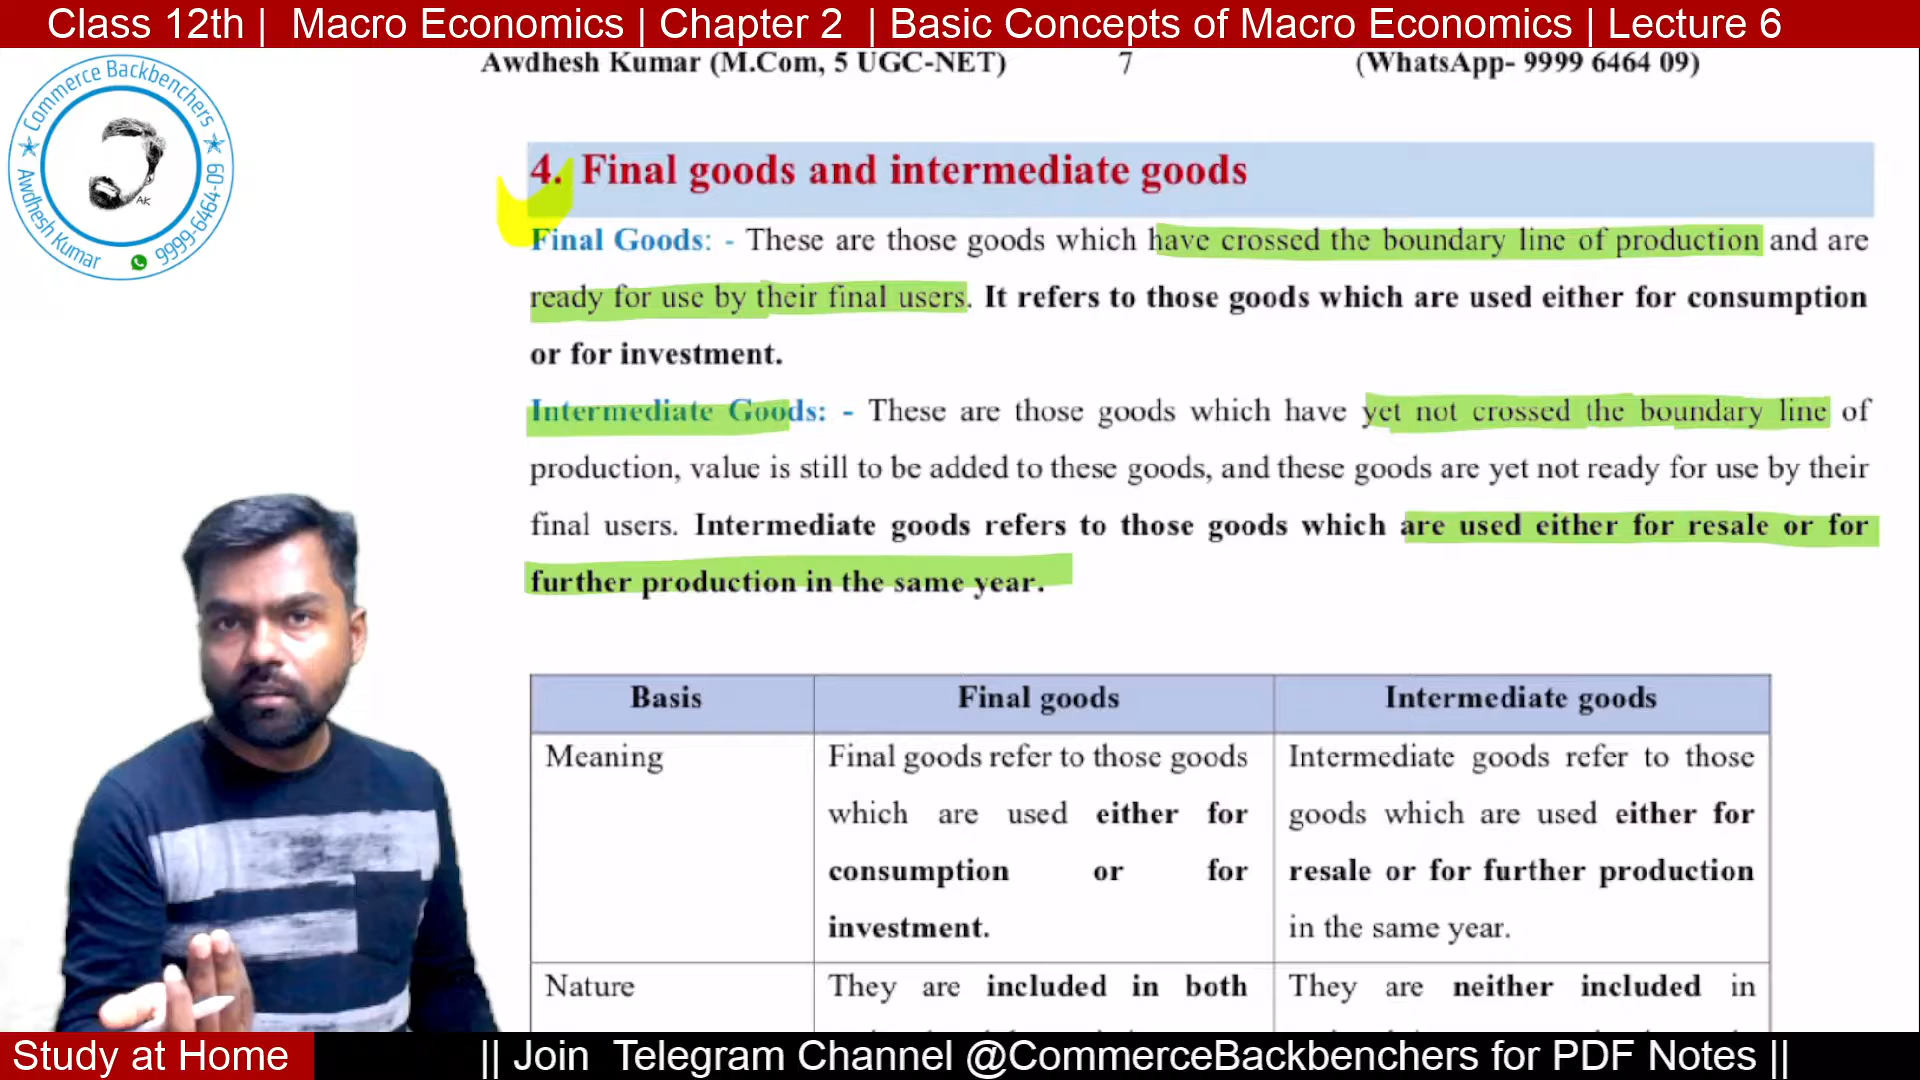 Class 12th | Macro Economics | Chapter 2 | Basic Concepts of Macro Economics | Lecture 6
Awdhesh Kumar (M.Com, 5 UGC-NET) 7 (WhatsApp- 9999 6464 09)
Commerce Backbenchers
Awdhesh Kumar 9999-6464-09
AK
4. Final goods and intermediate goods
Final Goods: - These are those goods which have crossed the boundary line of production and are
ready for use by their final users. It refers to those goods which are used either for consumption
or for investment.
Intermediate Goods: - These are those goods which have yet not crossed the boundary line of
production, value is still to be added to these goods, and these goods are yet not ready for use by their
final users. Intermediate goods refers to those goods which are used either for resale or for
further production in the same year.
Basis Final goods Intermediate goods
Meaning Final goods refer to those goods Intermediate goods refer to those
which are used either for goods which are used either for
consumption or for resale or for further production
investment. in the same year.
Nature They are included in both They are neither included in
Study at Home || Join Telegram Channel @CommerceBackbenchers for PDF Notes ||